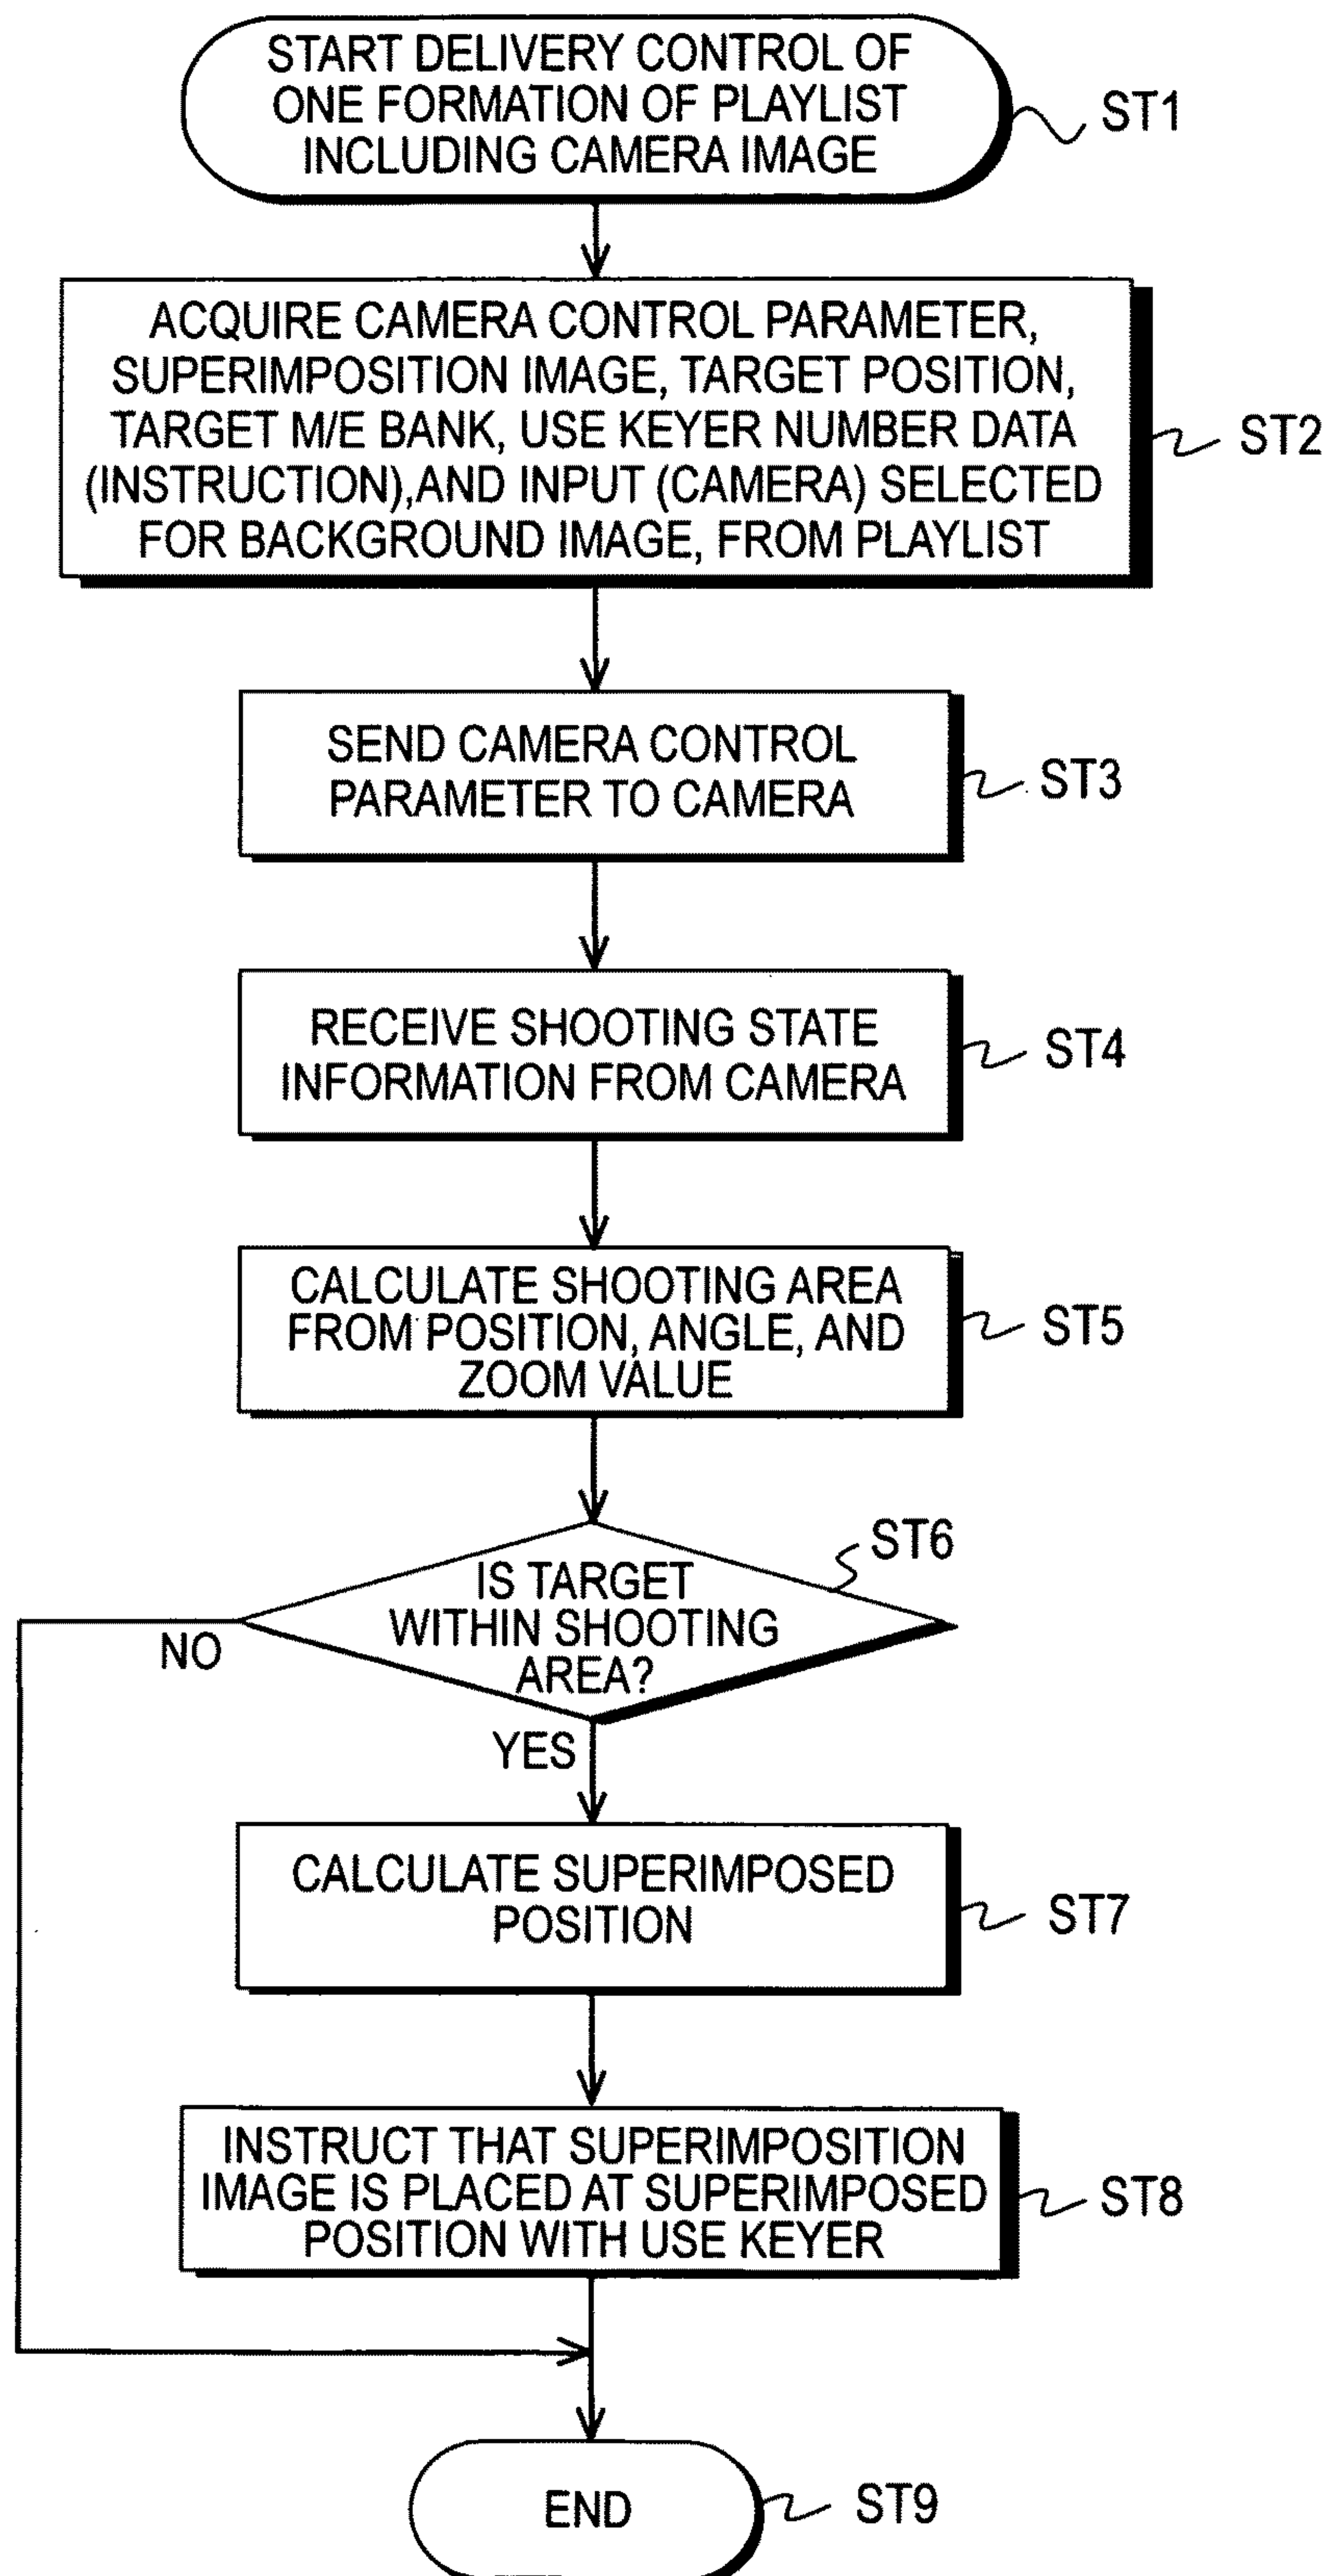 START DELIVERY CONTROL OF
ONE FORMATION OF PLAYLIST
INCLUDING CAMERA IMAGE
ST1
ACQUIRE CAMERA CONTROL PARAMETER,
SUPERIMPOSITION IMAGE, TARGET POSITION,
TARGET M/E BANK, USE KEYER NUMBER DATA
(INSTRUCTION),AND INPUT (CAMERA) SELECTED
FOR BACKGROUND IMAGE, FROM PLAYLIST
ST2
SEND CAMERA CONTROL
PARAMETER TO CAMERA
ST3
RECEIVE SHOOTING STATE
INFORMATION FROM CAMERA
ST4
CALCULATE SHOOTING AREA
FROM POSITION, ANGLE, AND
ZOOM VALUE
ST5
ST6
IS TARGET
WITHIN SHOOTING
AREA?
NO
YES
CALCULATE SUPERIMPOSED
POSITION
ST7
INSTRUCT THAT SUPERIMPOSITION
IMAGE IS PLACED AT SUPERIMPOSED
POSITION WITH USE KEYER
ST8
END
ST9